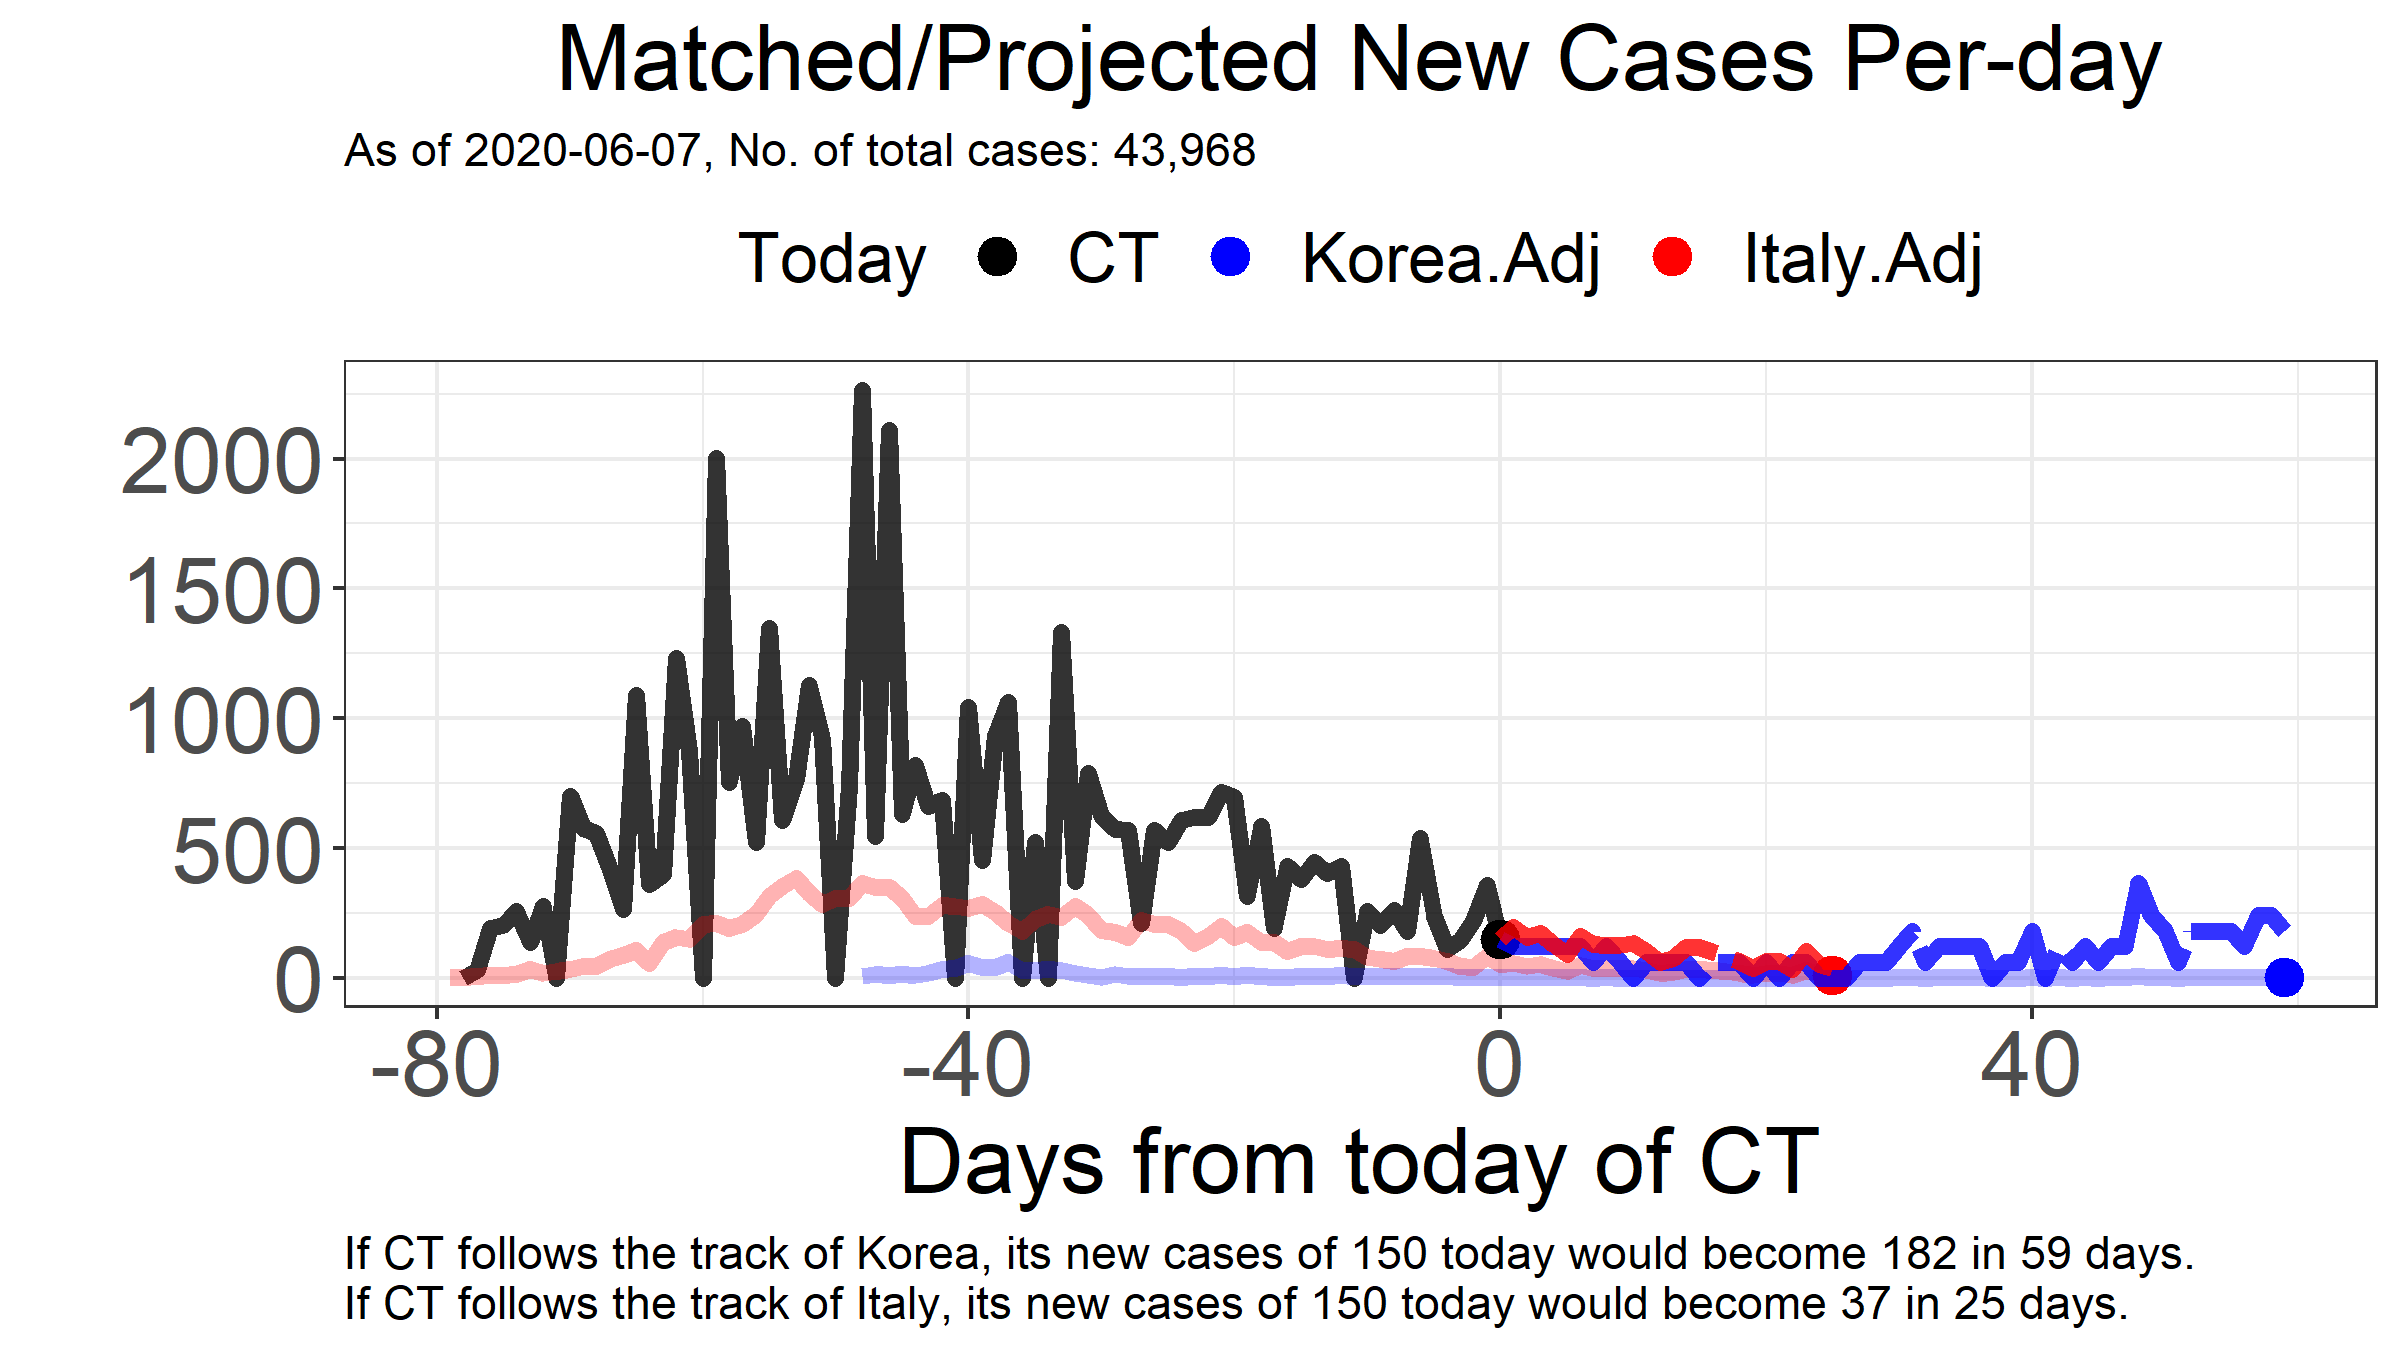 Matched/Projected New Cases Per-day
As of 2020-06-07, No. of total cases: 43,968
Today CT Korea.Adj Italy.Adj
2000
1500
1000
500
0
-80 -40 0 40
Days from today of CT
If CT follows the track of Korea, its new cases of 150 today would become 182 in 59 days.
If CT follows the track of Italy, its new cases of 150 today would become 37 in 25 days.